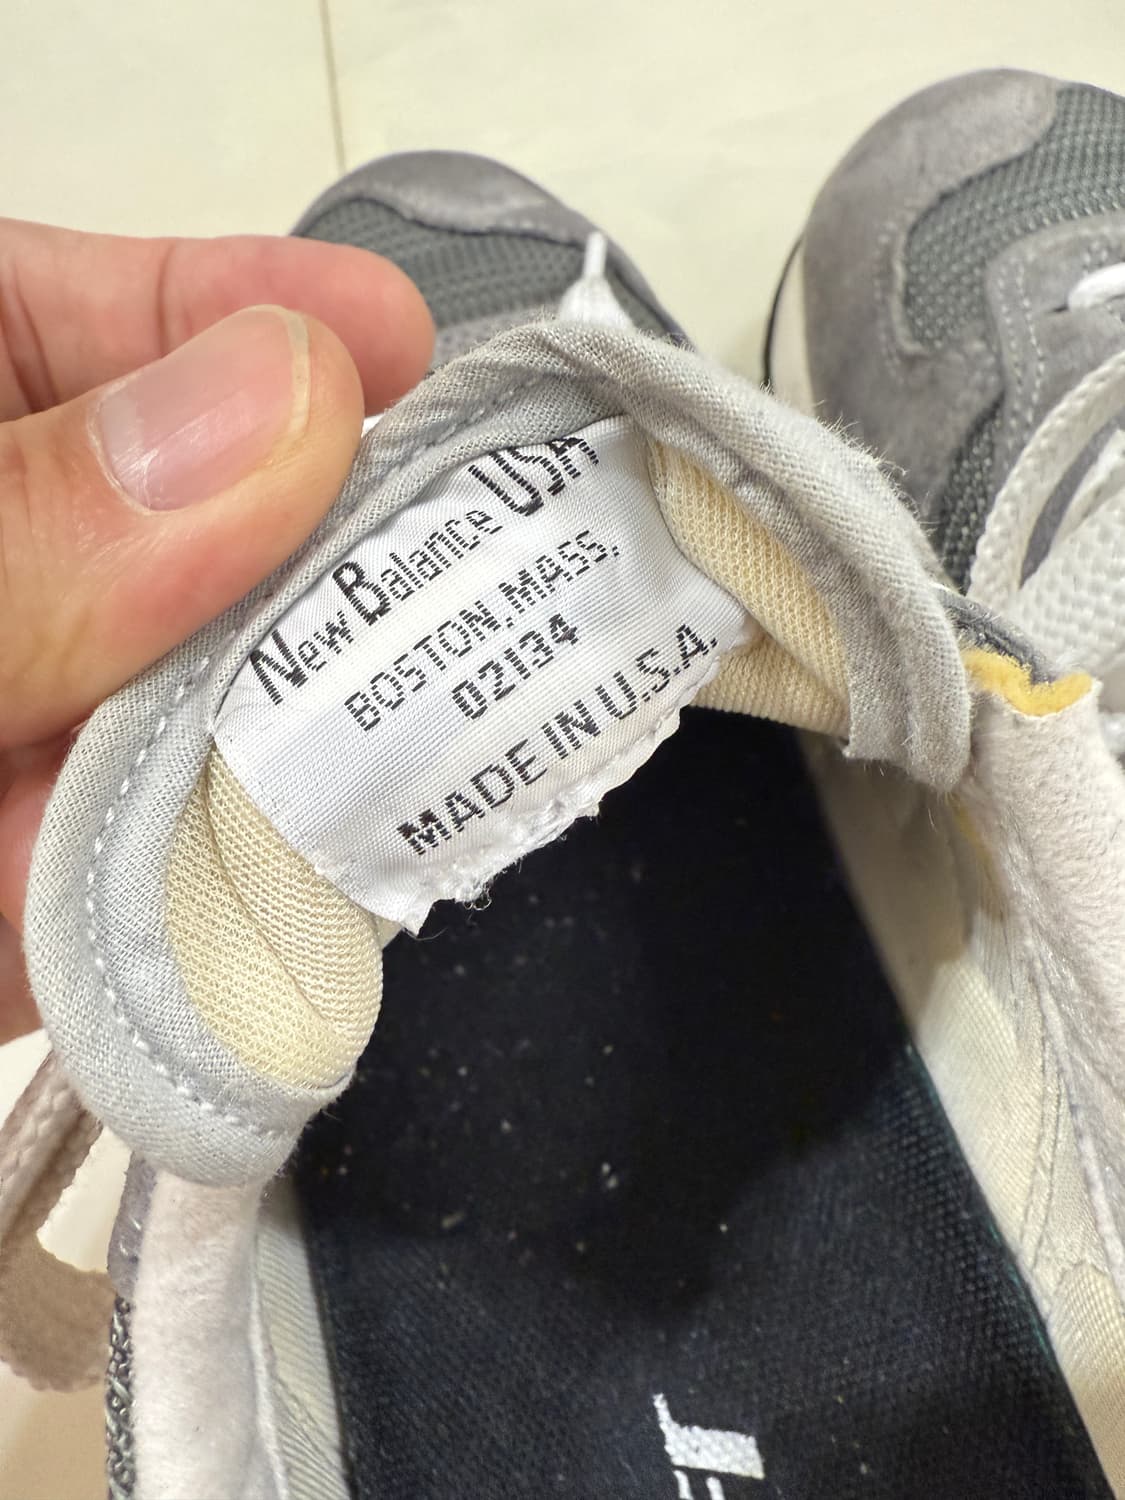 New Balance USA
BOSTON, MASS.
02134
MADE IN U.S.A.